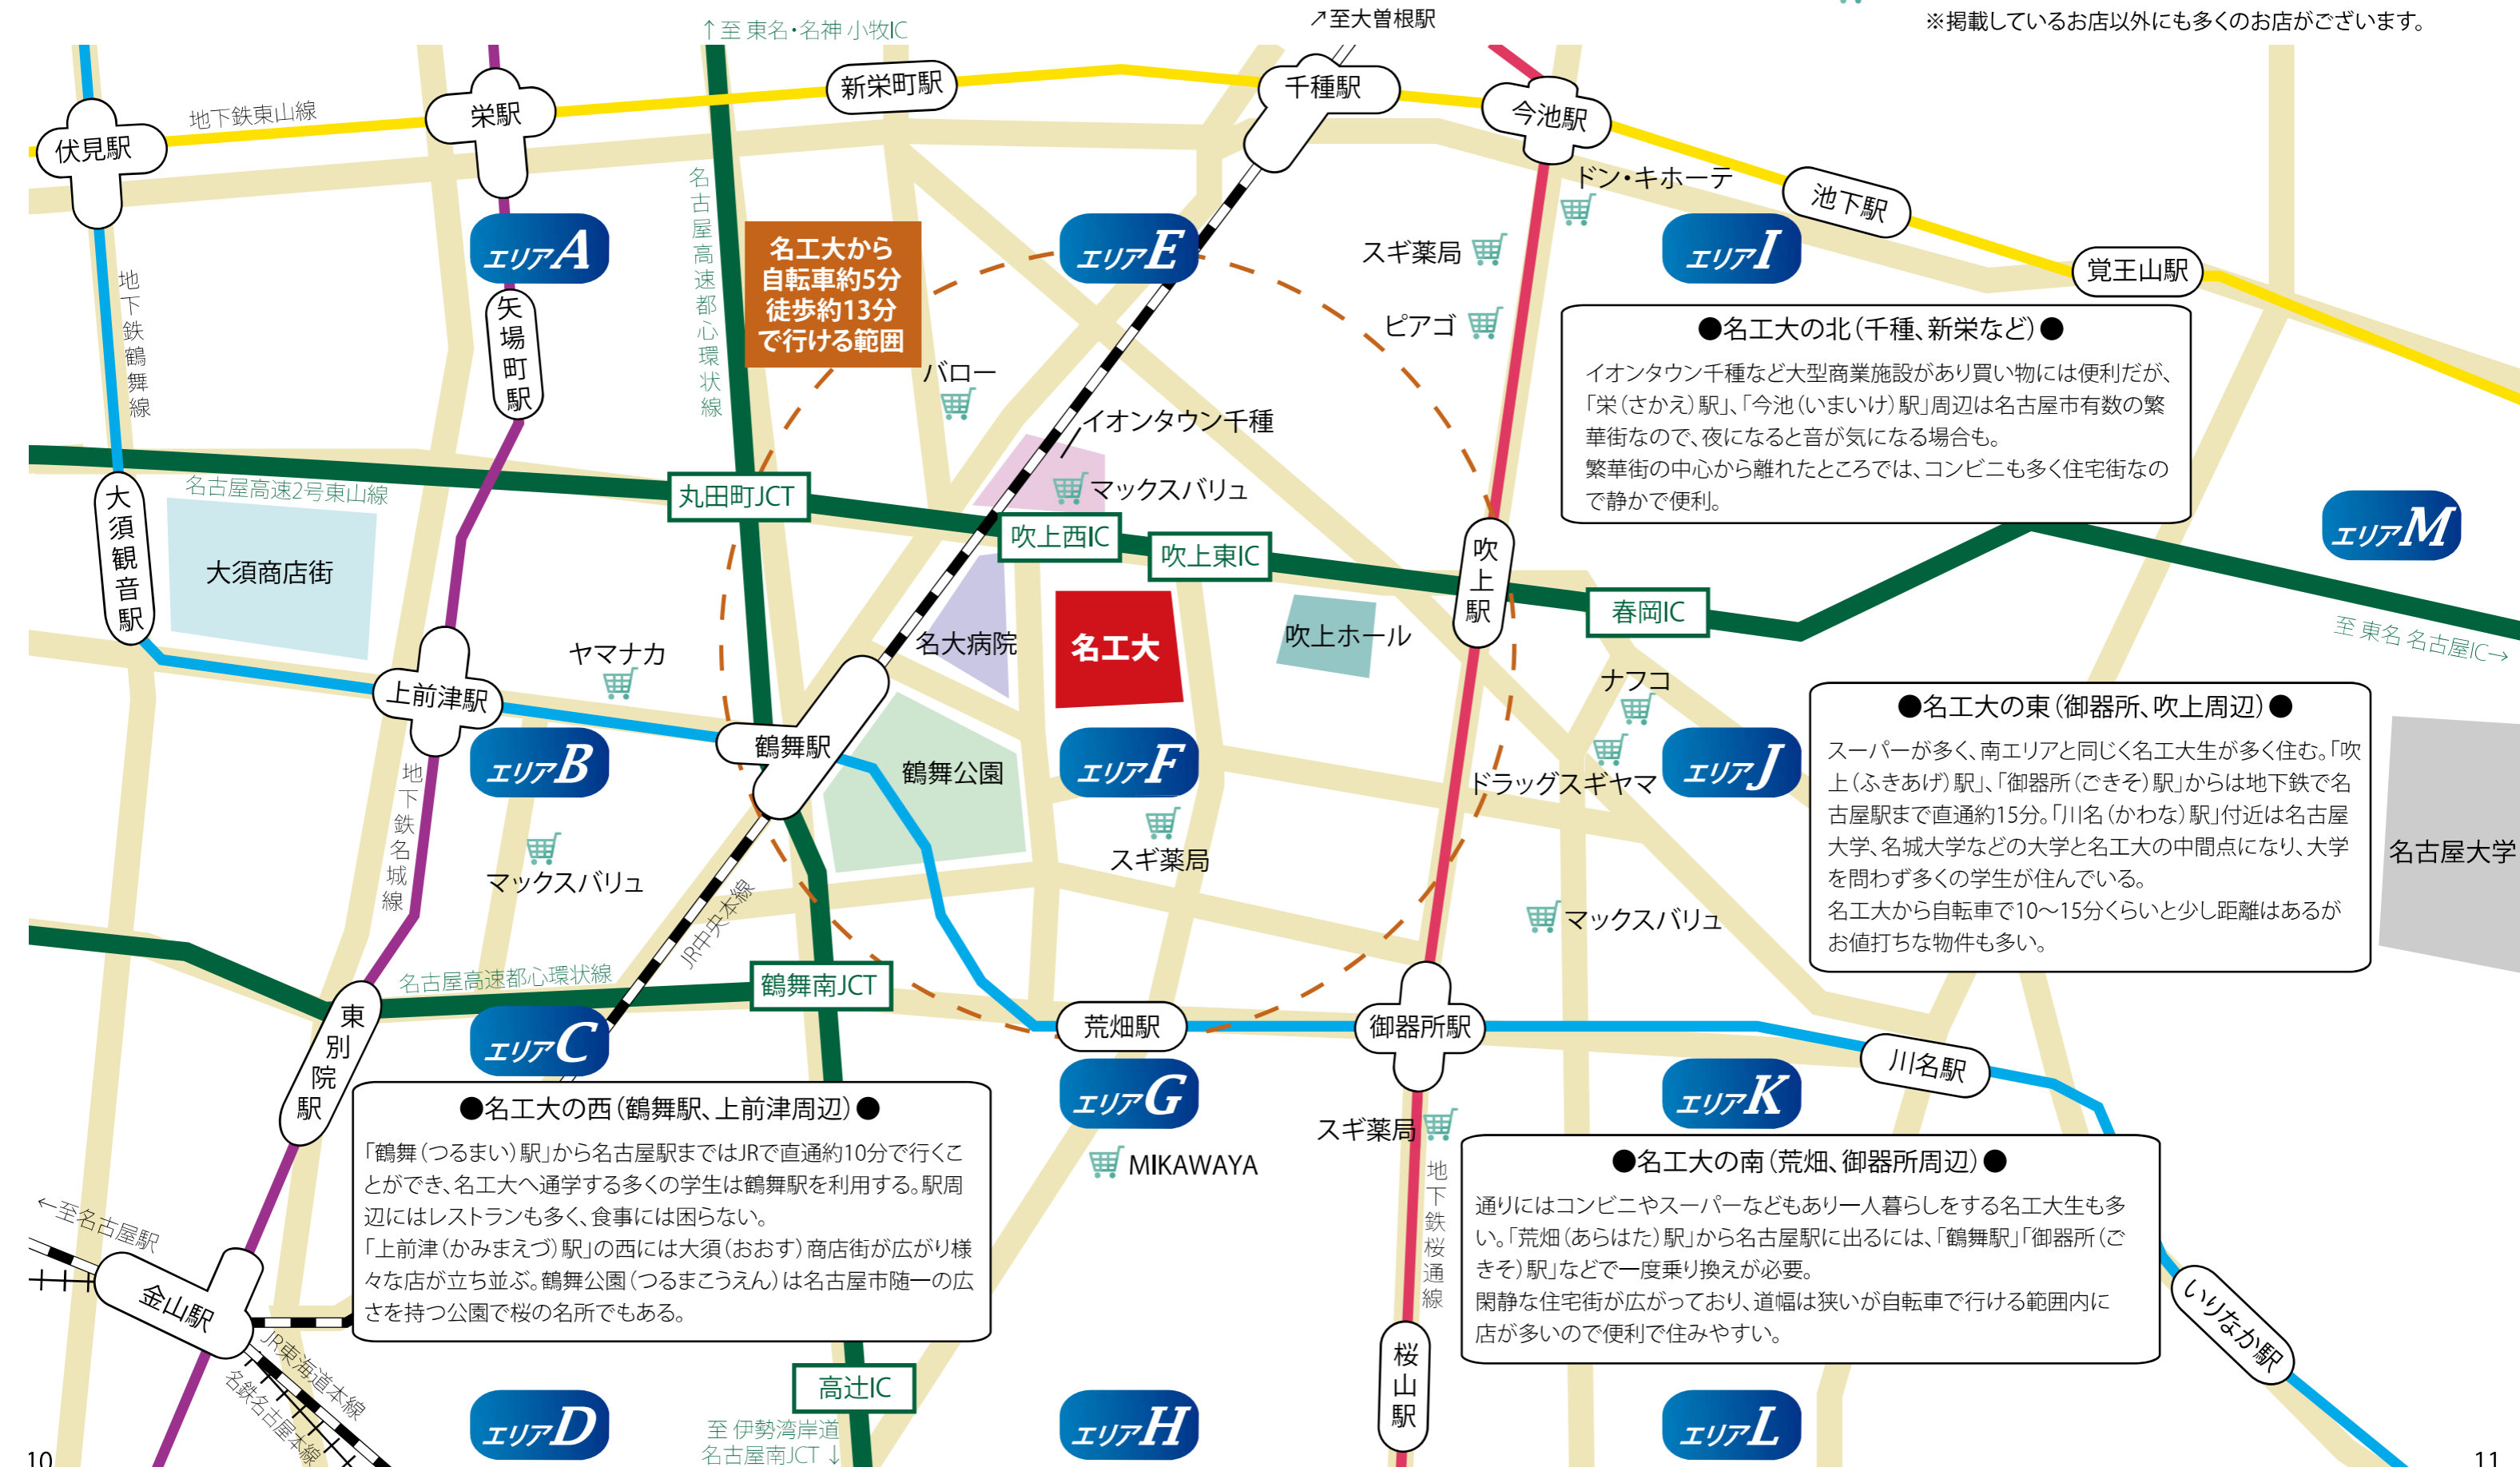 ※掲載しているお店以外にも多くのお店がございます。
↑至 東名・名神 小牧IC
↗至大曽根駅
伏見駅
地下鉄東山線
栄駅
新栄町駅
千種駅
今池駅
池下駅
覚王山駅
ドン・キホーテ
スギ薬局
ピアゴ
エリアA
エリアE
エリアI
名古屋高速都心環状線
名工大から
自転車約5分
徒歩約13分
で行ける範囲
地下鉄鶴舞線
矢場町駅
バロー
イオンタウン千種
マックスバリュ
●名工大の北（千種、新栄など）●
イオンタウン千種など大型商業施設があり買い物には便利だが、
「栄（さかえ）駅」、「今池（いまいけ）駅」周辺は名古屋市有数の繁
華街なので、夜になると音が気になる場合も。
繁華街の中心から離れたところでは、コンビニも多く住宅街なの
で静かで便利。
名古屋高速2号東山線
丸田町JCT
吹上西IC
吹上東IC
吹上駅
春岡IC
エリアM
至 東名 名古屋IC→
大須観音駅
大須商店街
名大病院
名工大
吹上ホール
ヤマナカ
上前津駅
鶴舞駅
鶴舞公園
エリアB
エリアF
エリアJ
ナフコ
ドラッグスギヤマ
スギ薬局
マックスバリュ
マックスバリュ
地下鉄名城線
JR中央本線
●名工大の東（御器所、吹上周辺）●
スーパーが多く、南エリアと同じく名工大生が多く住む。「吹
上（ふきあげ）駅」、「御器所（ごきそ）駅」からは地下鉄で名
古屋駅まで直通約15分。「川名（かわな）駅」付近は名古屋
大学、名城大学などの大学と名工大の中間点になり、大学
を問わず多くの学生が住んでいる。
名工大から自転車で10～15分くらいと少し距離はあるが
お値打ちな物件も多い。
名古屋大学
名古屋高速都心環状線
鶴舞南JCT
東別院駅
荒畑駅
御器所駅
川名駅
エリアC
エリアG
エリアK
MIKAWAYA
スギ薬局
地下鉄桜通線
●名工大の西（鶴舞駅、上前津周辺）●
「鶴舞（つるまい）駅」から名古屋駅まではJRで直通約10分で行くこ
とができ、名工大へ通学する多くの学生は鶴舞駅を利用する。駅周
辺にはレストランも多く、食事には困らない。
「上前津（かみまえづ）駅」の西には大須（おおす）商店街が広がり様
々な店が立ち並ぶ。鶴舞公園（つるまこうえん）は名古屋市随一の広
さを持つ公園で桜の名所でもある。
●名工大の南（荒畑、御器所周辺）●
通りにはコンビニやスーパーなどもあり一人暮らしをする名工大生も多
い。「荒畑（あらはた）駅」から名古屋駅に出るには、「鶴舞駅」「御器所（ご
きそ）駅」などで一度乗り換えが必要。
閑静な住宅街が広がっており、道幅は狭いが自転車で行ける範囲内に
店が多いので便利で住みやすい。
←至名古屋駅
金山駅
JR東海道本線
名鉄名古屋本線
高辻IC
桜山駅
いりなか駅
エリアD
エリアH
エリアL
至 伊勢湾岸道
名古屋南JCT ↓
10
11